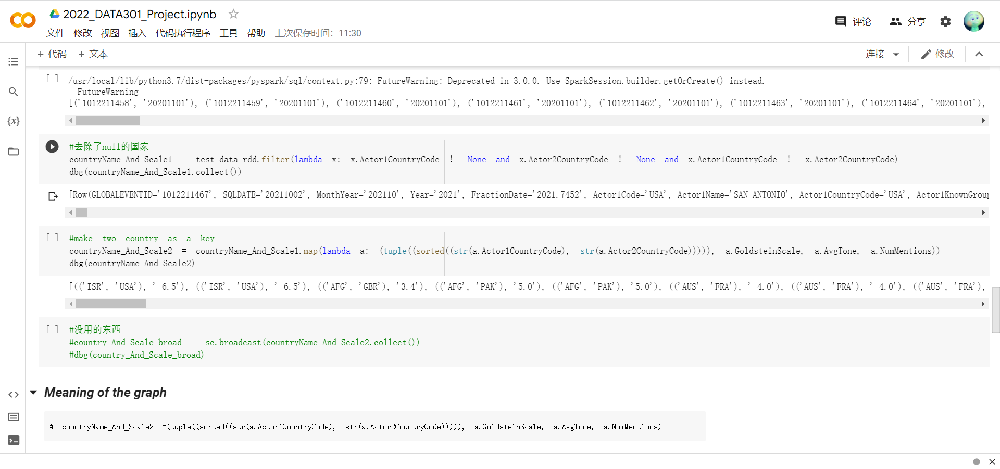 2022_DATA301_Project.ipynb
评论
分享
文件 修改 视图 插入 代码执行程序 工具 帮助 上次保存时间：11:30
+ 代码 + 文本
连接
修改
[ ]
/usr/local/lib/python3.7/dist-packages/pyspark/sql/context.py:79: FutureWarning: Deprecated in 3.0.0. Use SparkSession.builder.getOrCreate() instead.
FutureWarning
[('1012211458', '20201101'), ('1012211459', '20201101'), ('1012211460', '20201101'), ('1012211461', '20201101'), ('1012211462', '20201101'), ('1012211463', '20201101'), ('1012211464', '20201101'),
{x}
#去除了null的国家
countryName_And_Scale1 = test_data_rdd.filter(lambda x: x.Actor1CountryCode != None and x.Actor2CountryCode != None and x.Actor1CountryCode != x.Actor2CountryCode)
dbg(countryName_And_Scale1.collect())
[Row(GLOBALEVENTID='1012211467', SQLDATE='20211002', MonthYear='202110', Year='2021', FractionDate='2021.7452', Actor1Code='USA', Actor1Name='SAN ANTONIO', Actor1CountryCode='USA', Actor1KnownGroup
[ ]
#make two country as a key
countryName_And_Scale2 = countryName_And_Scale1.map(lambda a: (tuple((sorted((str(a.Actor1CountryCode), str(a.Actor2CountryCode))))), a.GoldsteinScale, a.AvgTone, a.NumMentions))
dbg(countryName_And_Scale2)
[(('ISR', 'USA'), '-6.5'), (('ISR', 'USA'), '-6.5'), (('AFG', 'GBR'), '3.4'), (('AFG', 'PAK'), '5.0'), (('AFG', 'PAK'), '5.0'), (('AUS', 'FRA'), '-4.0'), (('AUS', 'FRA'), '-4.0'), (('AUS', 'FRA'),
[ ]
#没用的东西
#country_And_Scale_broad = sc.broadcast(countryName_And_Scale2.collect())
#dbg(country_And_Scale_broad)
Meaning of the graph
# countryName_And_Scale2 =(tuple((sorted((str(a.Actor1CountryCode), str(a.Actor2CountryCode))))), a.GoldsteinScale, a.AvgTone, a.NumMentions)